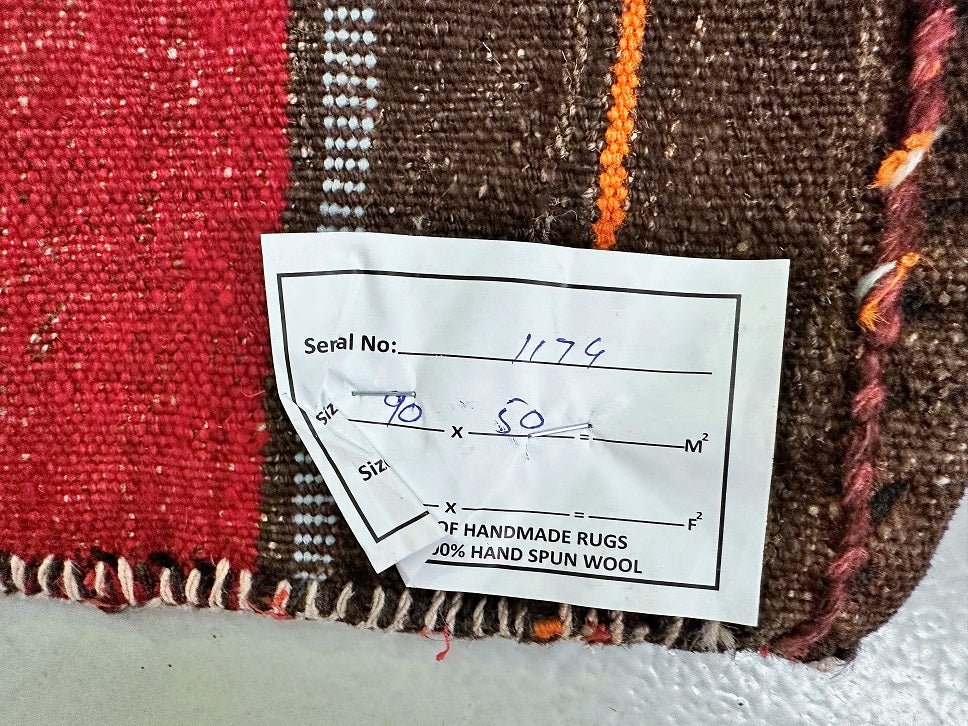 Seral No: 1174
Siz 90 x 50 = M²
Siz
x = F²
OF HANDMADE RUGS
00% HAND SPUN WOOL